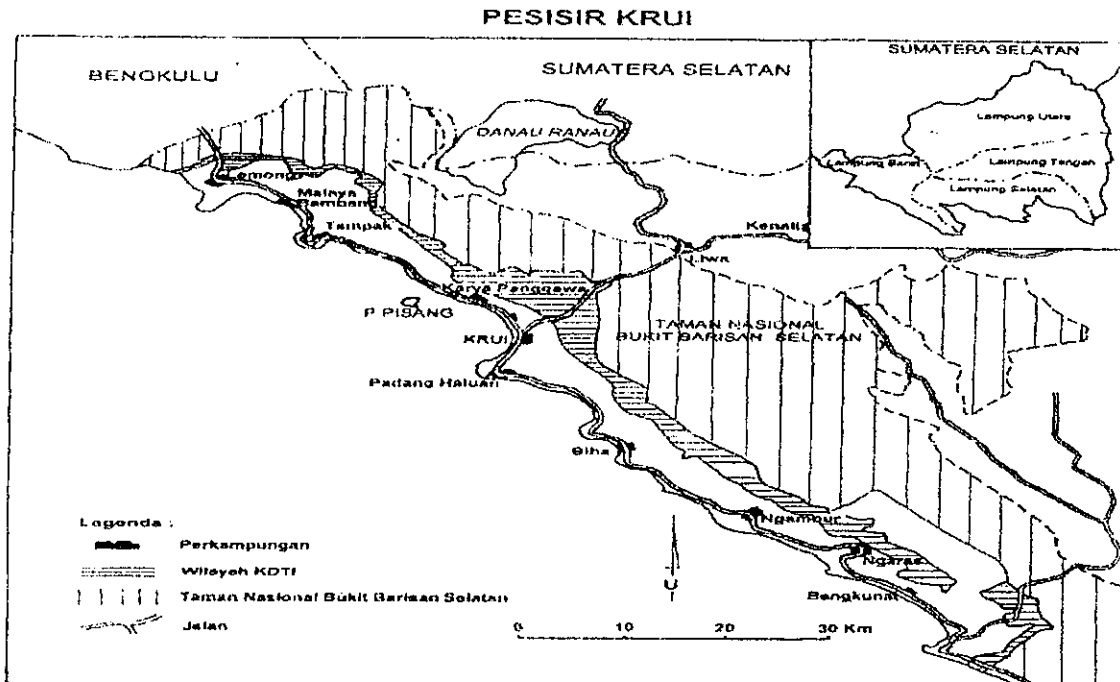 PESISIR KRUI
BENGKULU
SUMATERA SELATAN
DANAU RANAU
SUMATERA SELATAN
Lampung Utara
Lampung Barat
Lampung Tengah
Lampung Selatan
Lemong
Malaya
Bambang
Tampak
Liwa
Karya Penggawa
P PISANG
KRUI
TAMAN NASIONAL
BUKIT BARISAN SELATAN
Padang Haluan
Biha
Ngambur
Ngaras
Bengkunat
Legenda :
Perkampungan
Wilayah KDTI
Taman Nasional Bukit Barisan Selatan
Jalan
U
0 10 20 30 Km